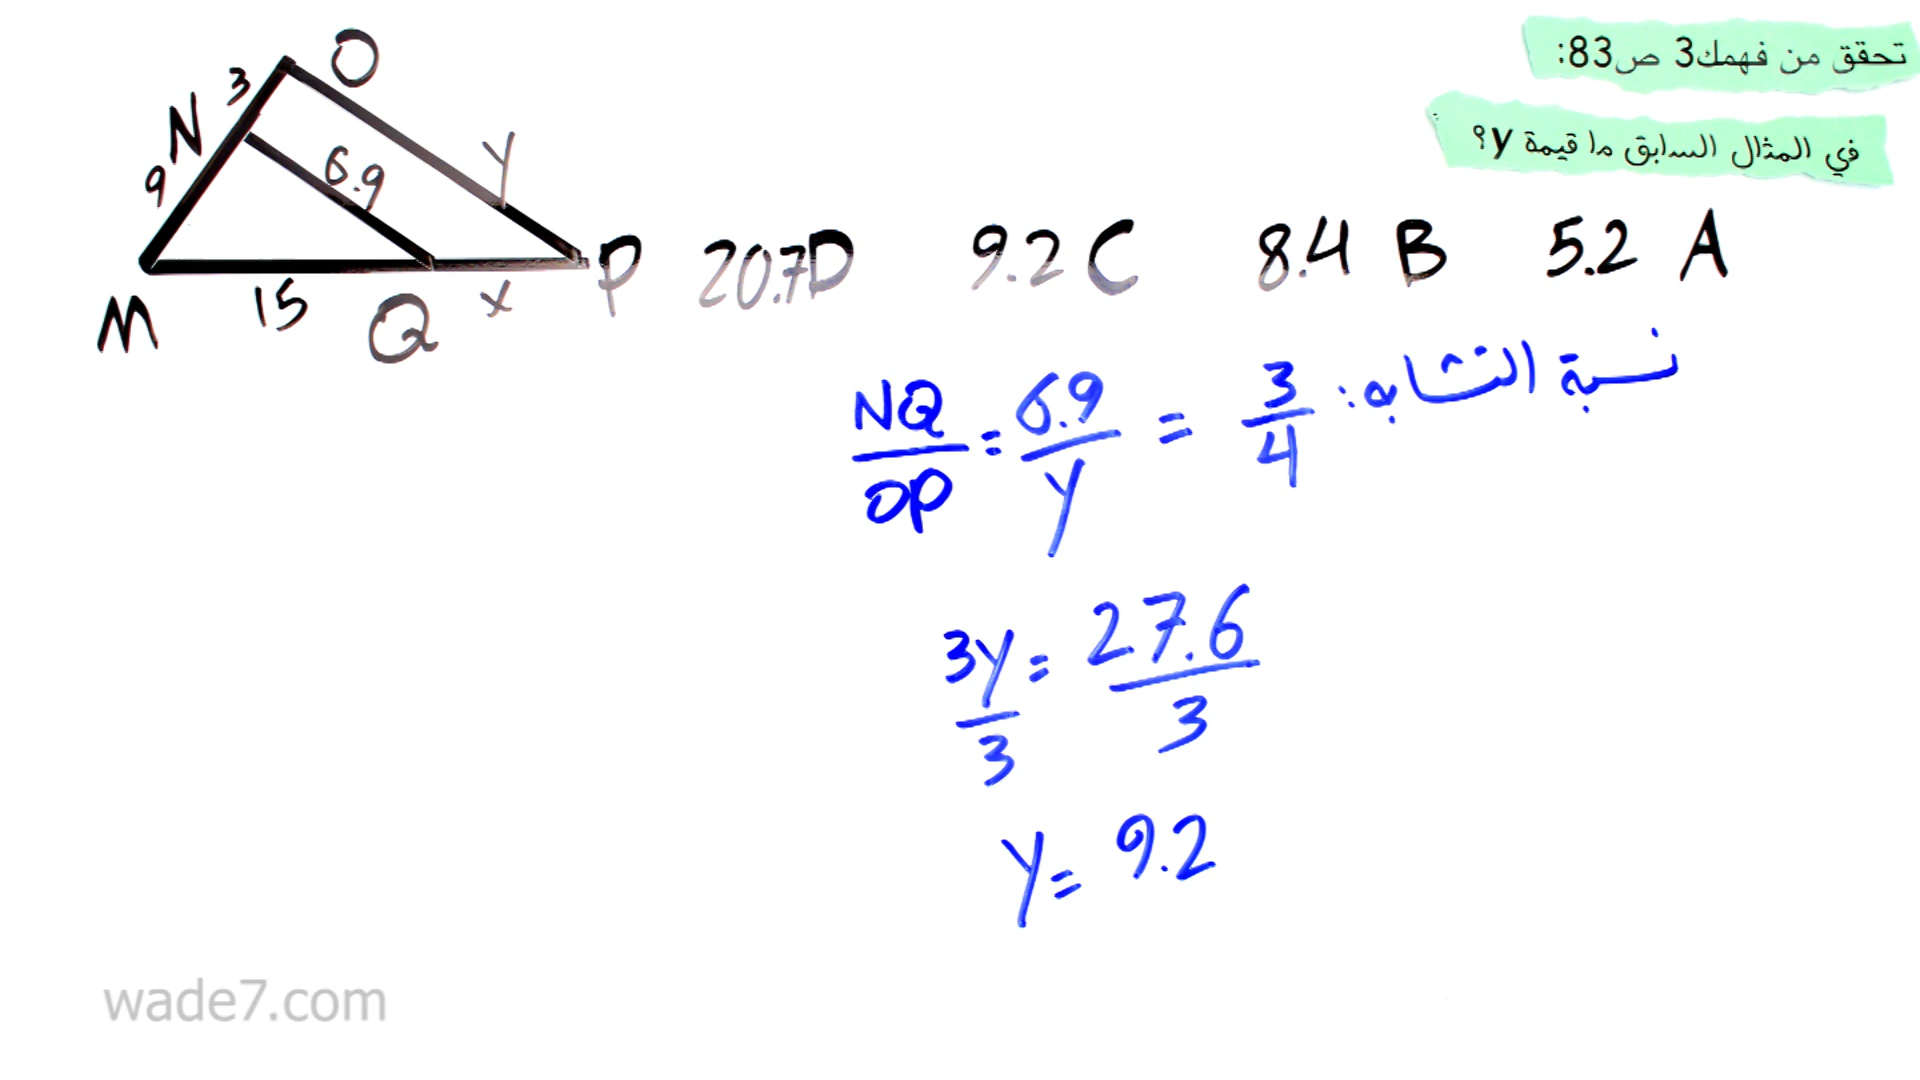 تحقق من فهمك3 ص83:
في المثال السابق ما قيمة y؟
O
3
N
y
6.9
9
P
M
15
Q
x
5.2 A
8.4 B
9.2 C
20.7 D
نسبة التشابه:
NQ/OP = 6.9/y = 3/4
3y/3 = 27.6/3
y = 9.2
wade7.com